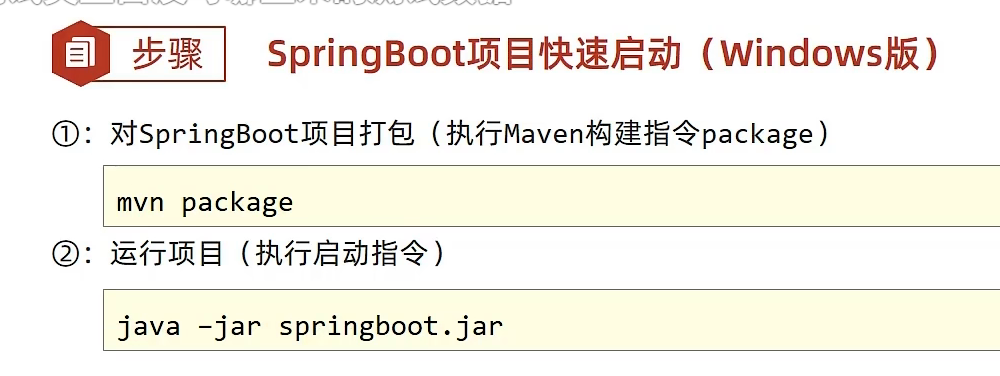 步骤
SpringBoot项目快速启动（Windows版）
①：对SpringBoot项目打包（执行Maven构建指令package）
mvn package
②：运行项目（执行启动指令）
java –jar springboot.jar